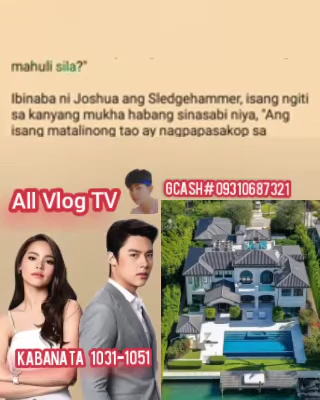 mahuli sila?"
Ibinaba ni Joshua ang Sledgehammer, isang ngiti
sa kanyang mukha habang sinasabi niya, "Ang
isang matalinong tao ay nagpapasakop sa
GCASH# 09310687321
All Vlog TV
KABANATA 1031-1051